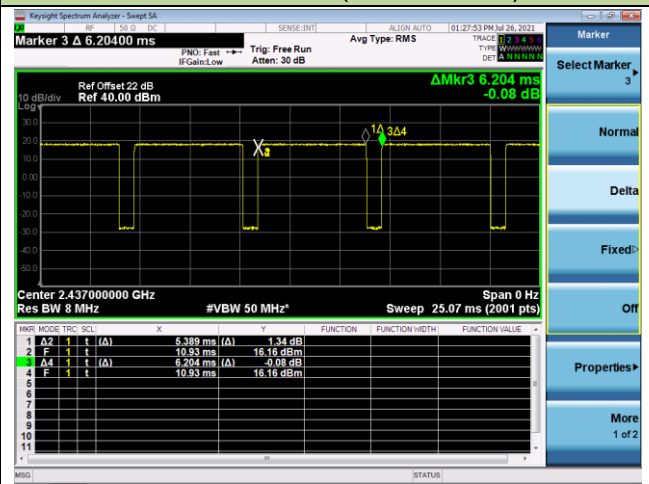 Keysight Spectrum Analyzer - Swept SA
RF 50 Ω DC SENSE:INT ALIGN AUTO 01:27:53 PM Jul 26, 2021
Marker 3 Δ 6.20400 ms
PNO: Fast
IFGain:Low
Trig: Free Run
Atten: 30 dB
Avg Type: RMS
TRACE 1 2 3 4 5 6
TYPE WWWWWW
DET A N N N N N
Ref Offset 22 dB
10 dB/div Ref 40.00 dBm
Log
ΔMkr3 6.204 ms
-0.08 dB
30.0
20.0
10.0
0.00
-10.0
-20.0
-30.0
-40.0
-50.0
1Δ 3Δ4
Center 2.437000000 GHz Span 0 Hz
Res BW 8 MHz #VBW 50 MHz* Sweep 25.07 ms (2001 pts)
MKR MODE TRC SCL X Y FUNCTION FUNCTION WIDTH FUNCTION VALUE
1 Δ2 1 t (Δ) 5.389 ms (Δ) 1.34 dB
2 F 1 t 10.93 ms 16.16 dBm
3 Δ4 1 t (Δ) 6.204 ms (Δ) -0.08 dB
4 F 1 t 10.93 ms 16.16 dBm
5
6
7
8
9
10
11
MSG STATUS
Marker
Select Marker
3
Normal
Delta
Fixed
Off
Properties
More
1 of 2